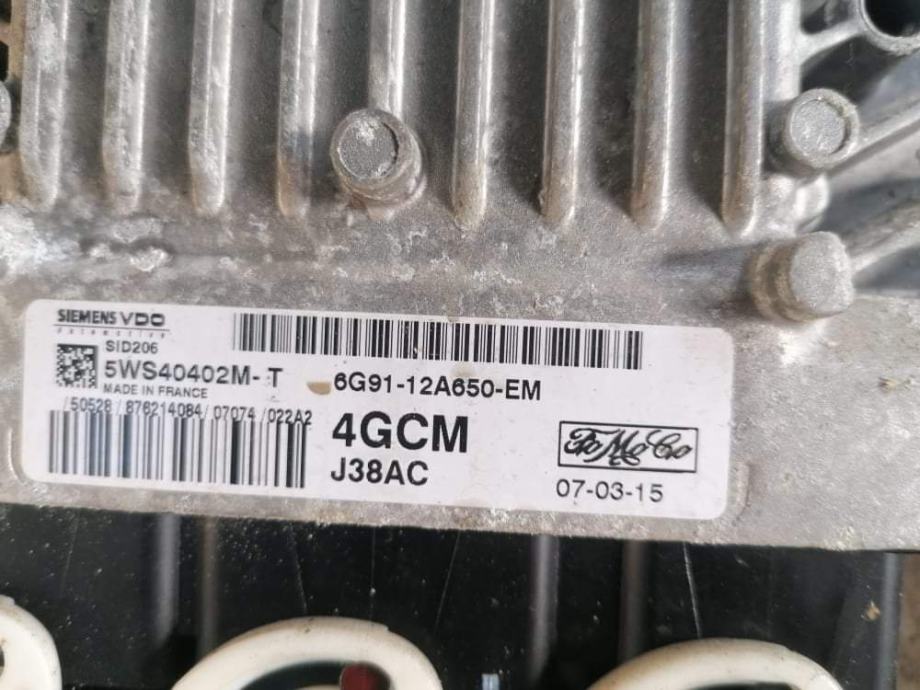 SIEMENS VDO
Automotive
SID206
5WS40402M-T
MADE IN FRANCE
/50528 / 876214084/ 07074 /022A2
6G91-12A650-EM
4GCM
J38AC
FoMoCo
07-03-15